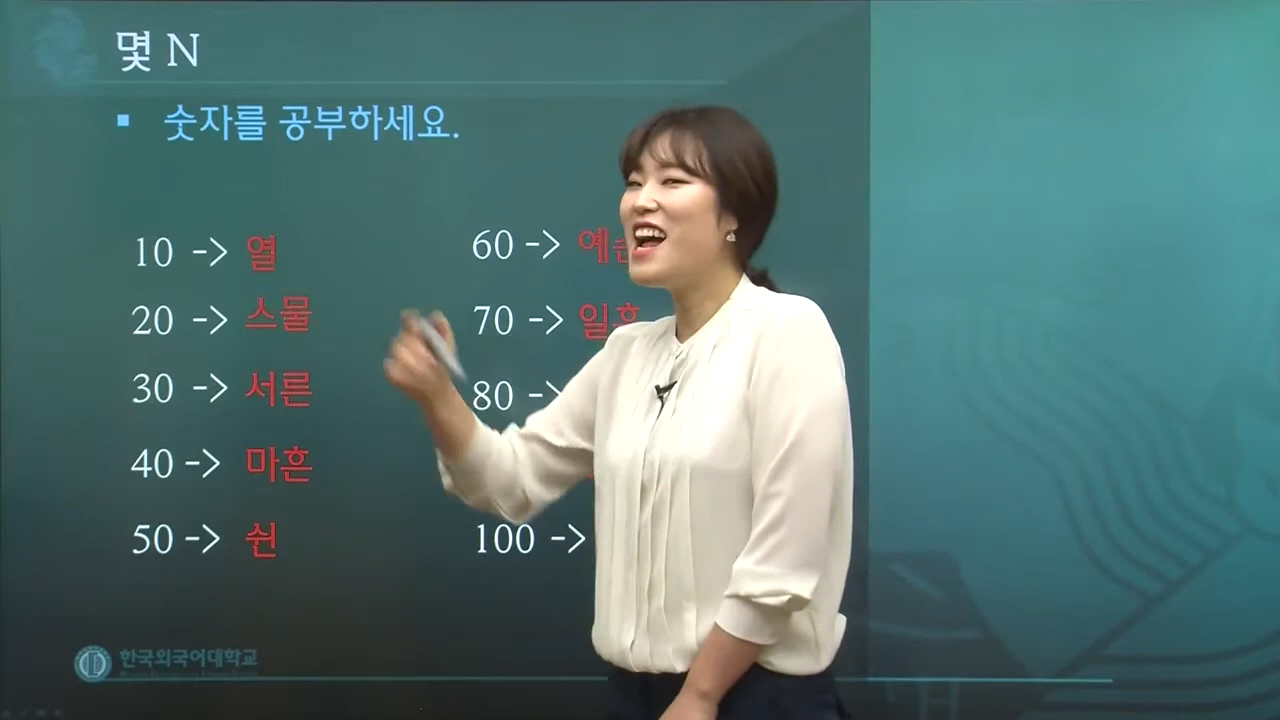 몇 N
▪ 숫자를 공부하세요.
10 -> 열
20 -> 스물
30 -> 서른
40 -> 마흔
50 -> 쉰
60 ->
70 ->
80 ->
100 ->
한국외국어대학교